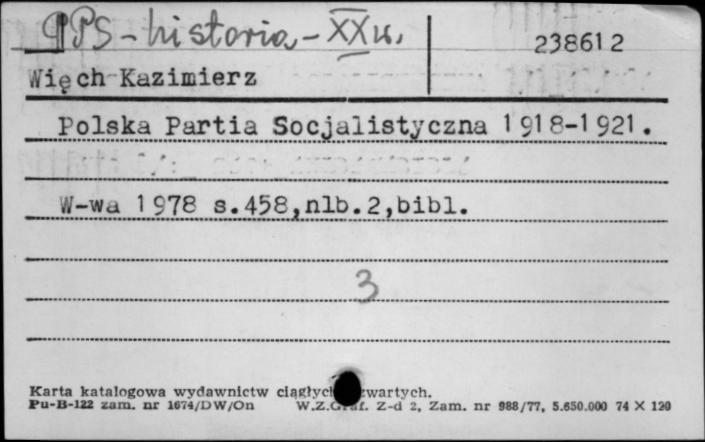 PPS - historia - XX w.
238612
Więch Kazimierz
Polska Partia Socjalistyczna 1918-1921.
W-wa 1978 s.458,nlb.2,bibl.
3
Karta katalogowa wydawnictw ciągłych zwartych.
Pu-B-122 zam. nr 1674/DW/On W.Z.Graf. Z-d 2, Zam. nr 988/77, 5.650.000 74 X 120